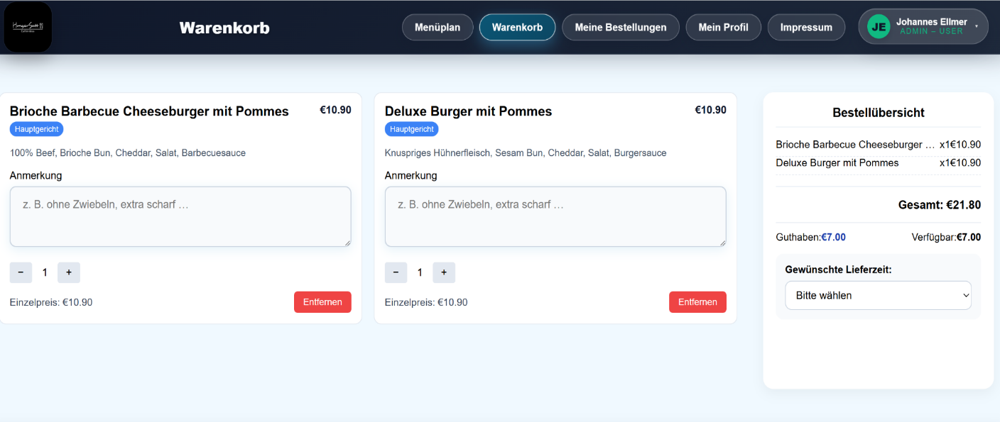 Warenkorb
Menüplan
Warenkorb
Meine Bestellungen
Mein Profil
Impressum
JE
Johannes Ellmer
ADMIN – USER
Brioche Barbecue Cheeseburger mit Pommes €10.90
Hauptgericht
100% Beef, Brioche Bun, Cheddar, Salat, Barbecuesauce
Anmerkung
z. B. ohne Zwiebeln, extra scharf …
− 1 +
Einzelpreis: €10.90 Entfernen
Deluxe Burger mit Pommes €10.90
Hauptgericht
Knuspriges Hühnerfleisch, Sesam Bun, Cheddar, Salat, Burgersauce
Anmerkung
z. B. ohne Zwiebeln, extra scharf …
− 1 +
Einzelpreis: €10.90 Entfernen
Bestellübersicht
Brioche Barbecue Cheeseburger … x1€10.90
Deluxe Burger mit Pommes x1€10.90
Gesamt: €21.80
Guthaben:€7.00 Verfügbar:€7.00
Gewünschte Lieferzeit:
Bitte wählen